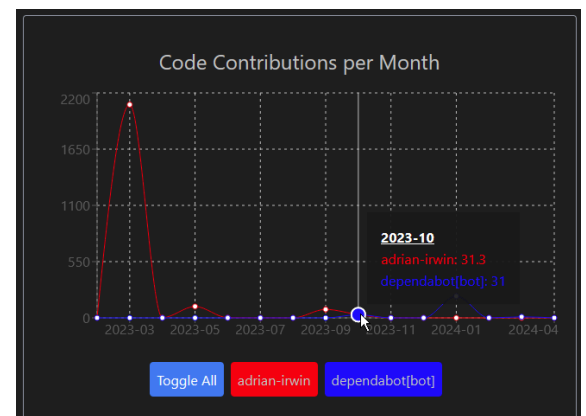 Code Contributions per Month
2200
1650
1100
550
0
2023-10
adrian-irwin: 31.3
dependabot[bot]: 31
2023-03 2023-05 2023-07 2023-09 2023-11 2024-01 2024-04
Toggle All adrian-irwin dependabot[bot]